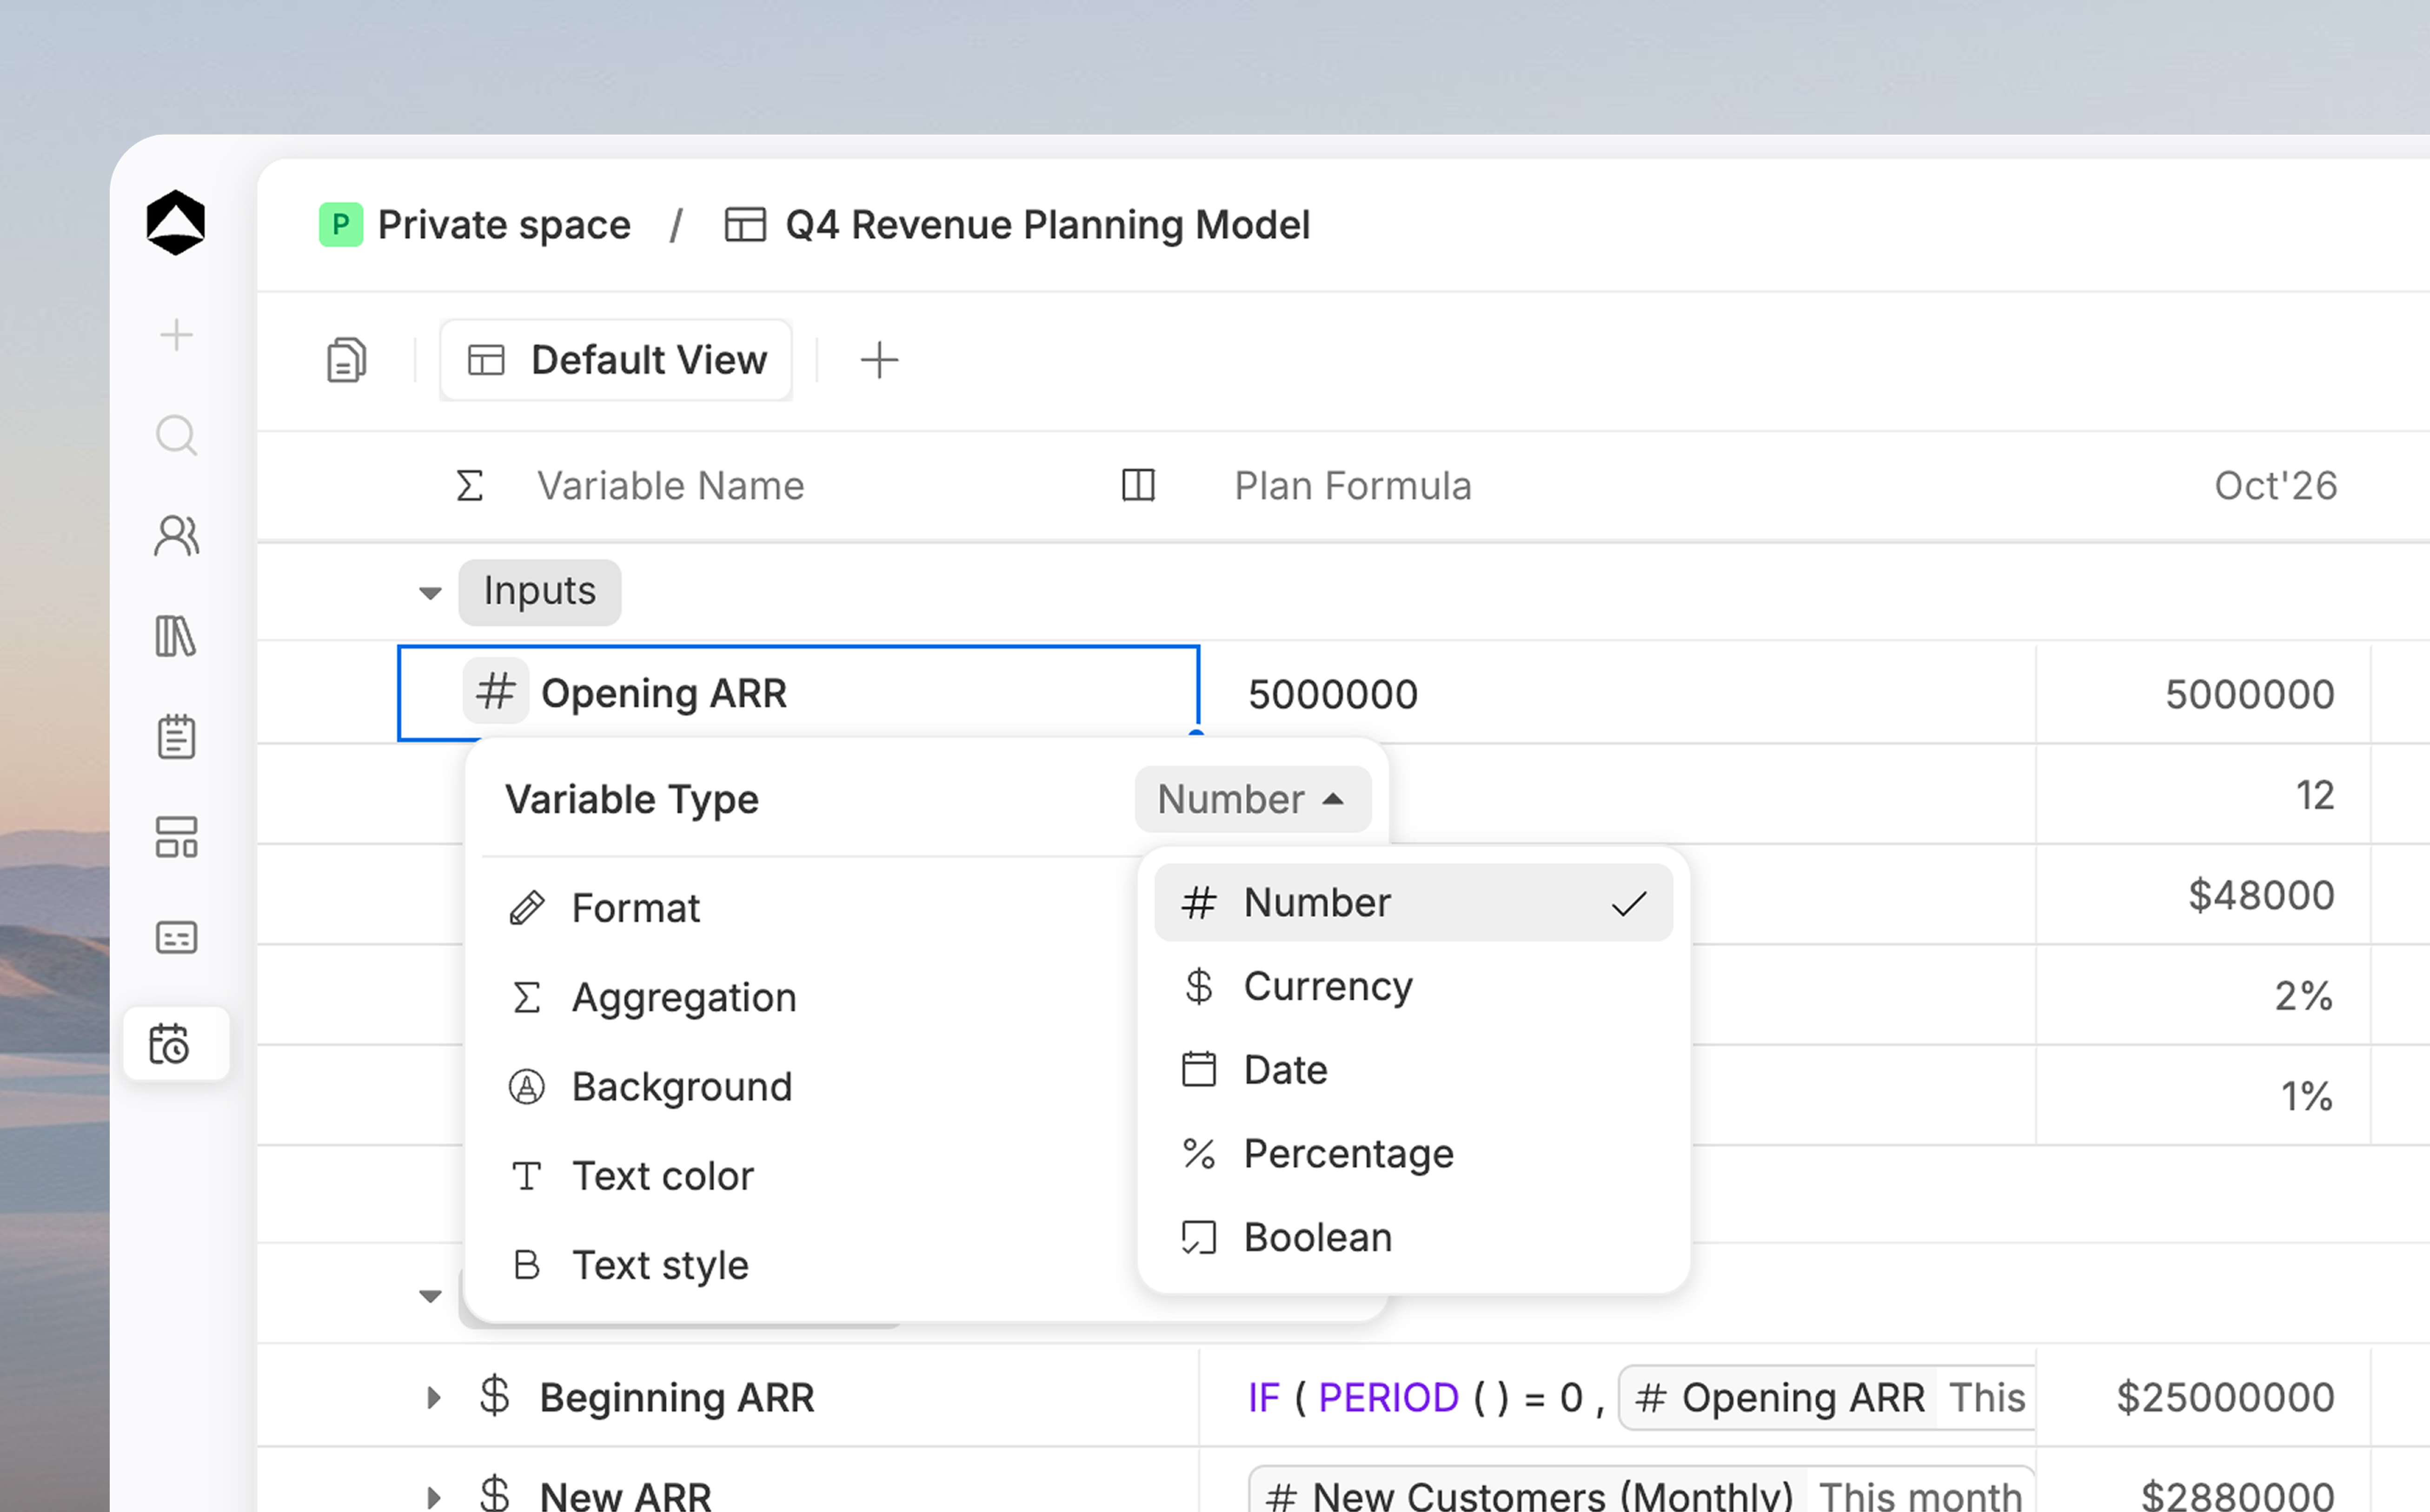 P Private space / Q4 Revenue Planning Model
Default View
Σ Variable Name Plan Formula Oct'26
Inputs
# Opening ARR 5000000 5000000
Variable Type Number
12
# Number
$48000
Format
$ Currency
Σ Aggregation
2%
Date
Background
1%
% Percentage
T Text color
Boolean
B Text style
$ Beginning ARR IF ( PERIOD ( ) = 0 , # Opening ARR This $25000000
$ New ARR # New Customers (Monthly) This month $2880000